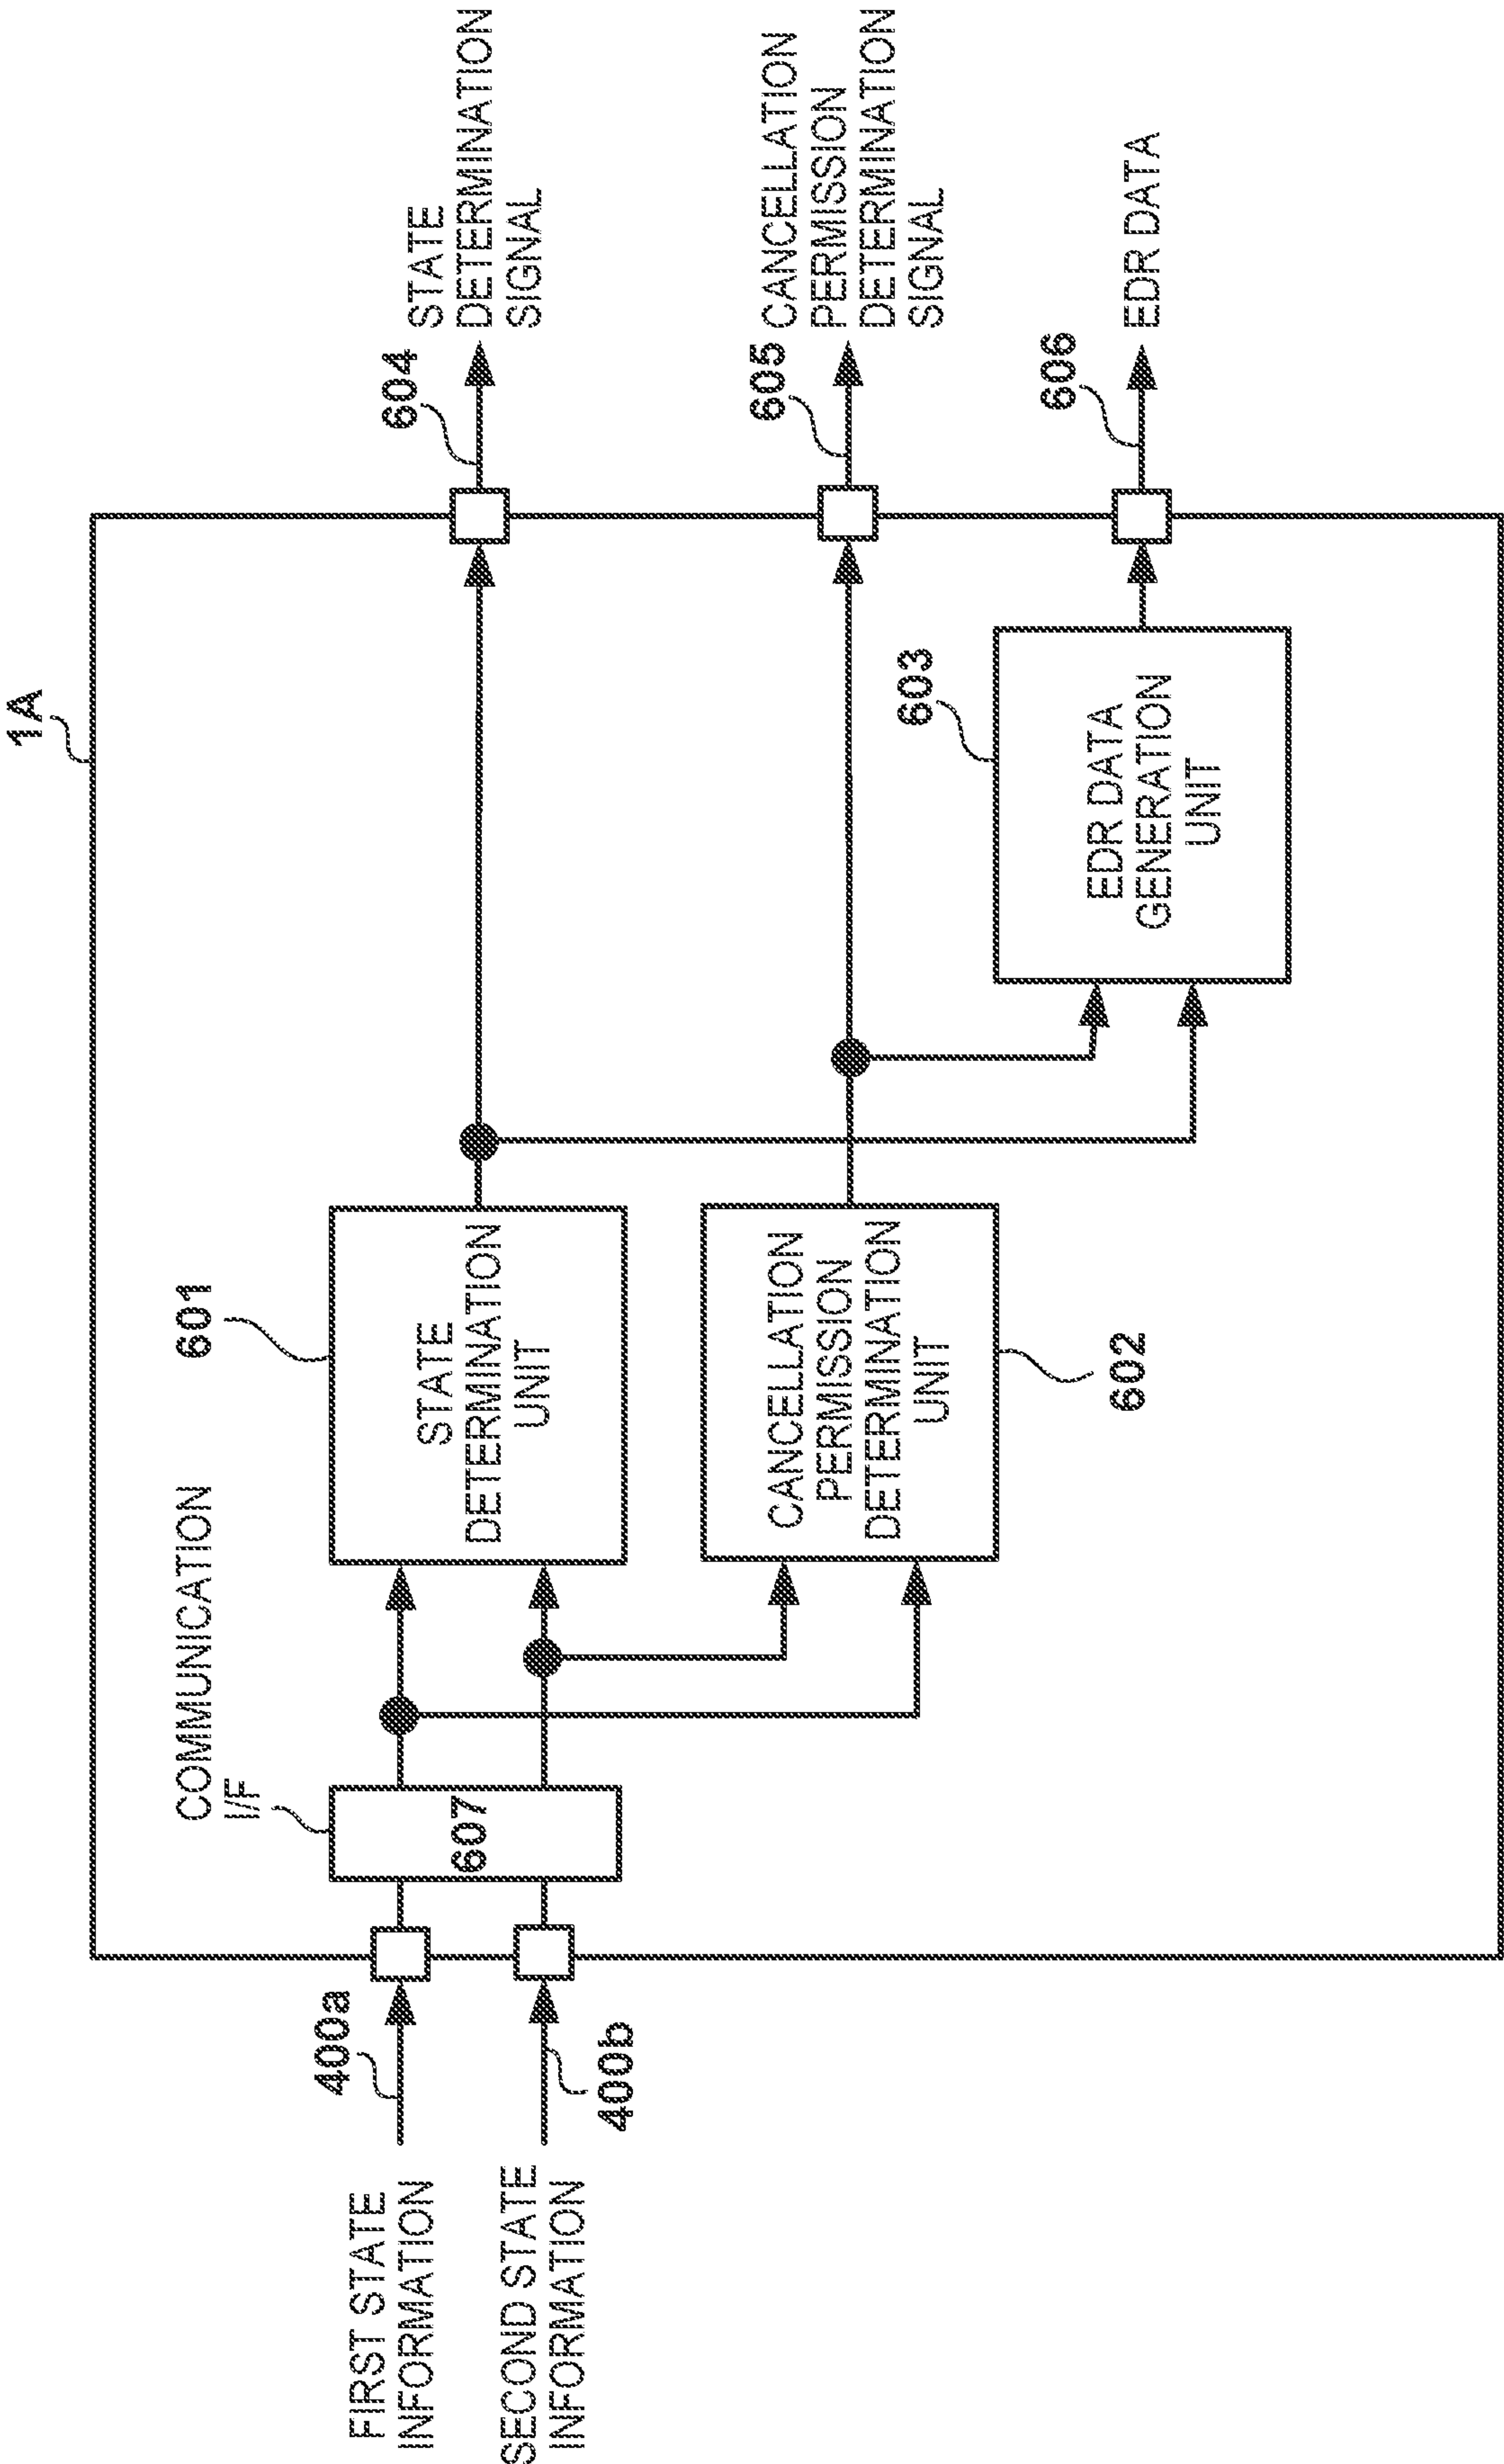 1A
COMMUNICATION
I/F
607
601
STATE
DETERMINATION
UNIT
602
CANCELLATION
PERMISSION
DETERMINATION
UNIT
603
EDR DATA
GENERATION
UNIT
FIRST STATE
INFORMATION
400a
SECOND STATE
INFORMATION
400b
604
STATE
DETERMINATION
SIGNAL
605
CANCELLATION
PERMISSION
DETERMINATION
SIGNAL
606
EDR DATA